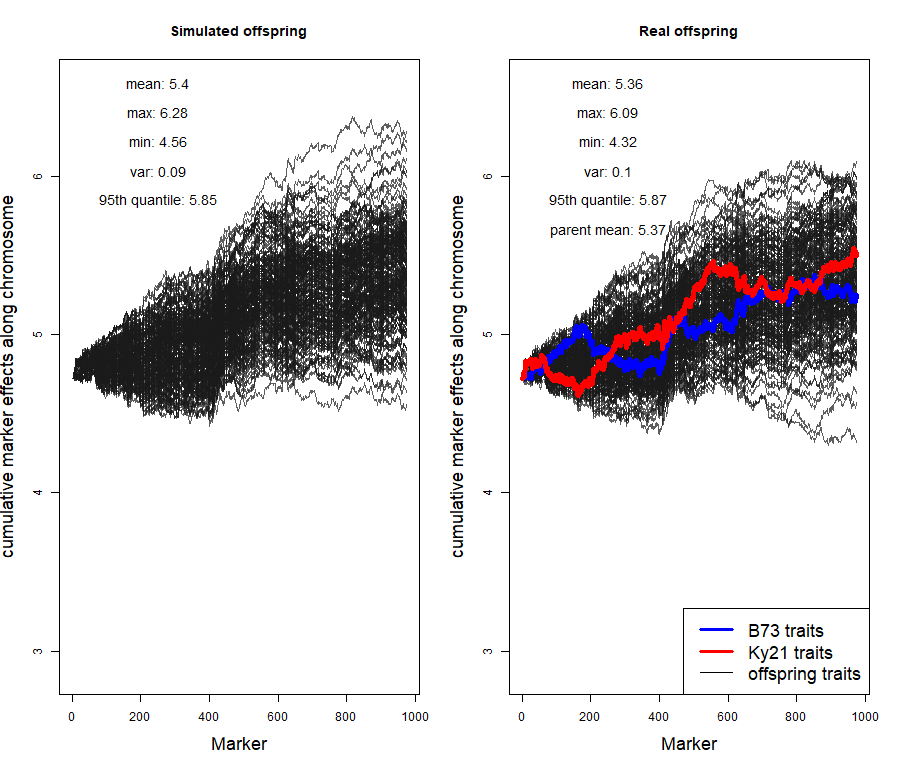 Simulated offspring
mean: 5.4
max: 6.28
min: 4.56
var: 0.09
95th quantile: 5.85
cumulative marker effects along chromosome
6
5
4
3
0 200 400 600 800 1000
Marker
Real offspring
mean: 5.36
max: 6.09
min: 4.32
var: 0.1
95th quantile: 5.87
parent mean: 5.37
cumulative marker effects along chromosome
6
5
4
3
B73 traits
Ky21 traits
offspring traits
0 200 400 600 800 1000
Marker